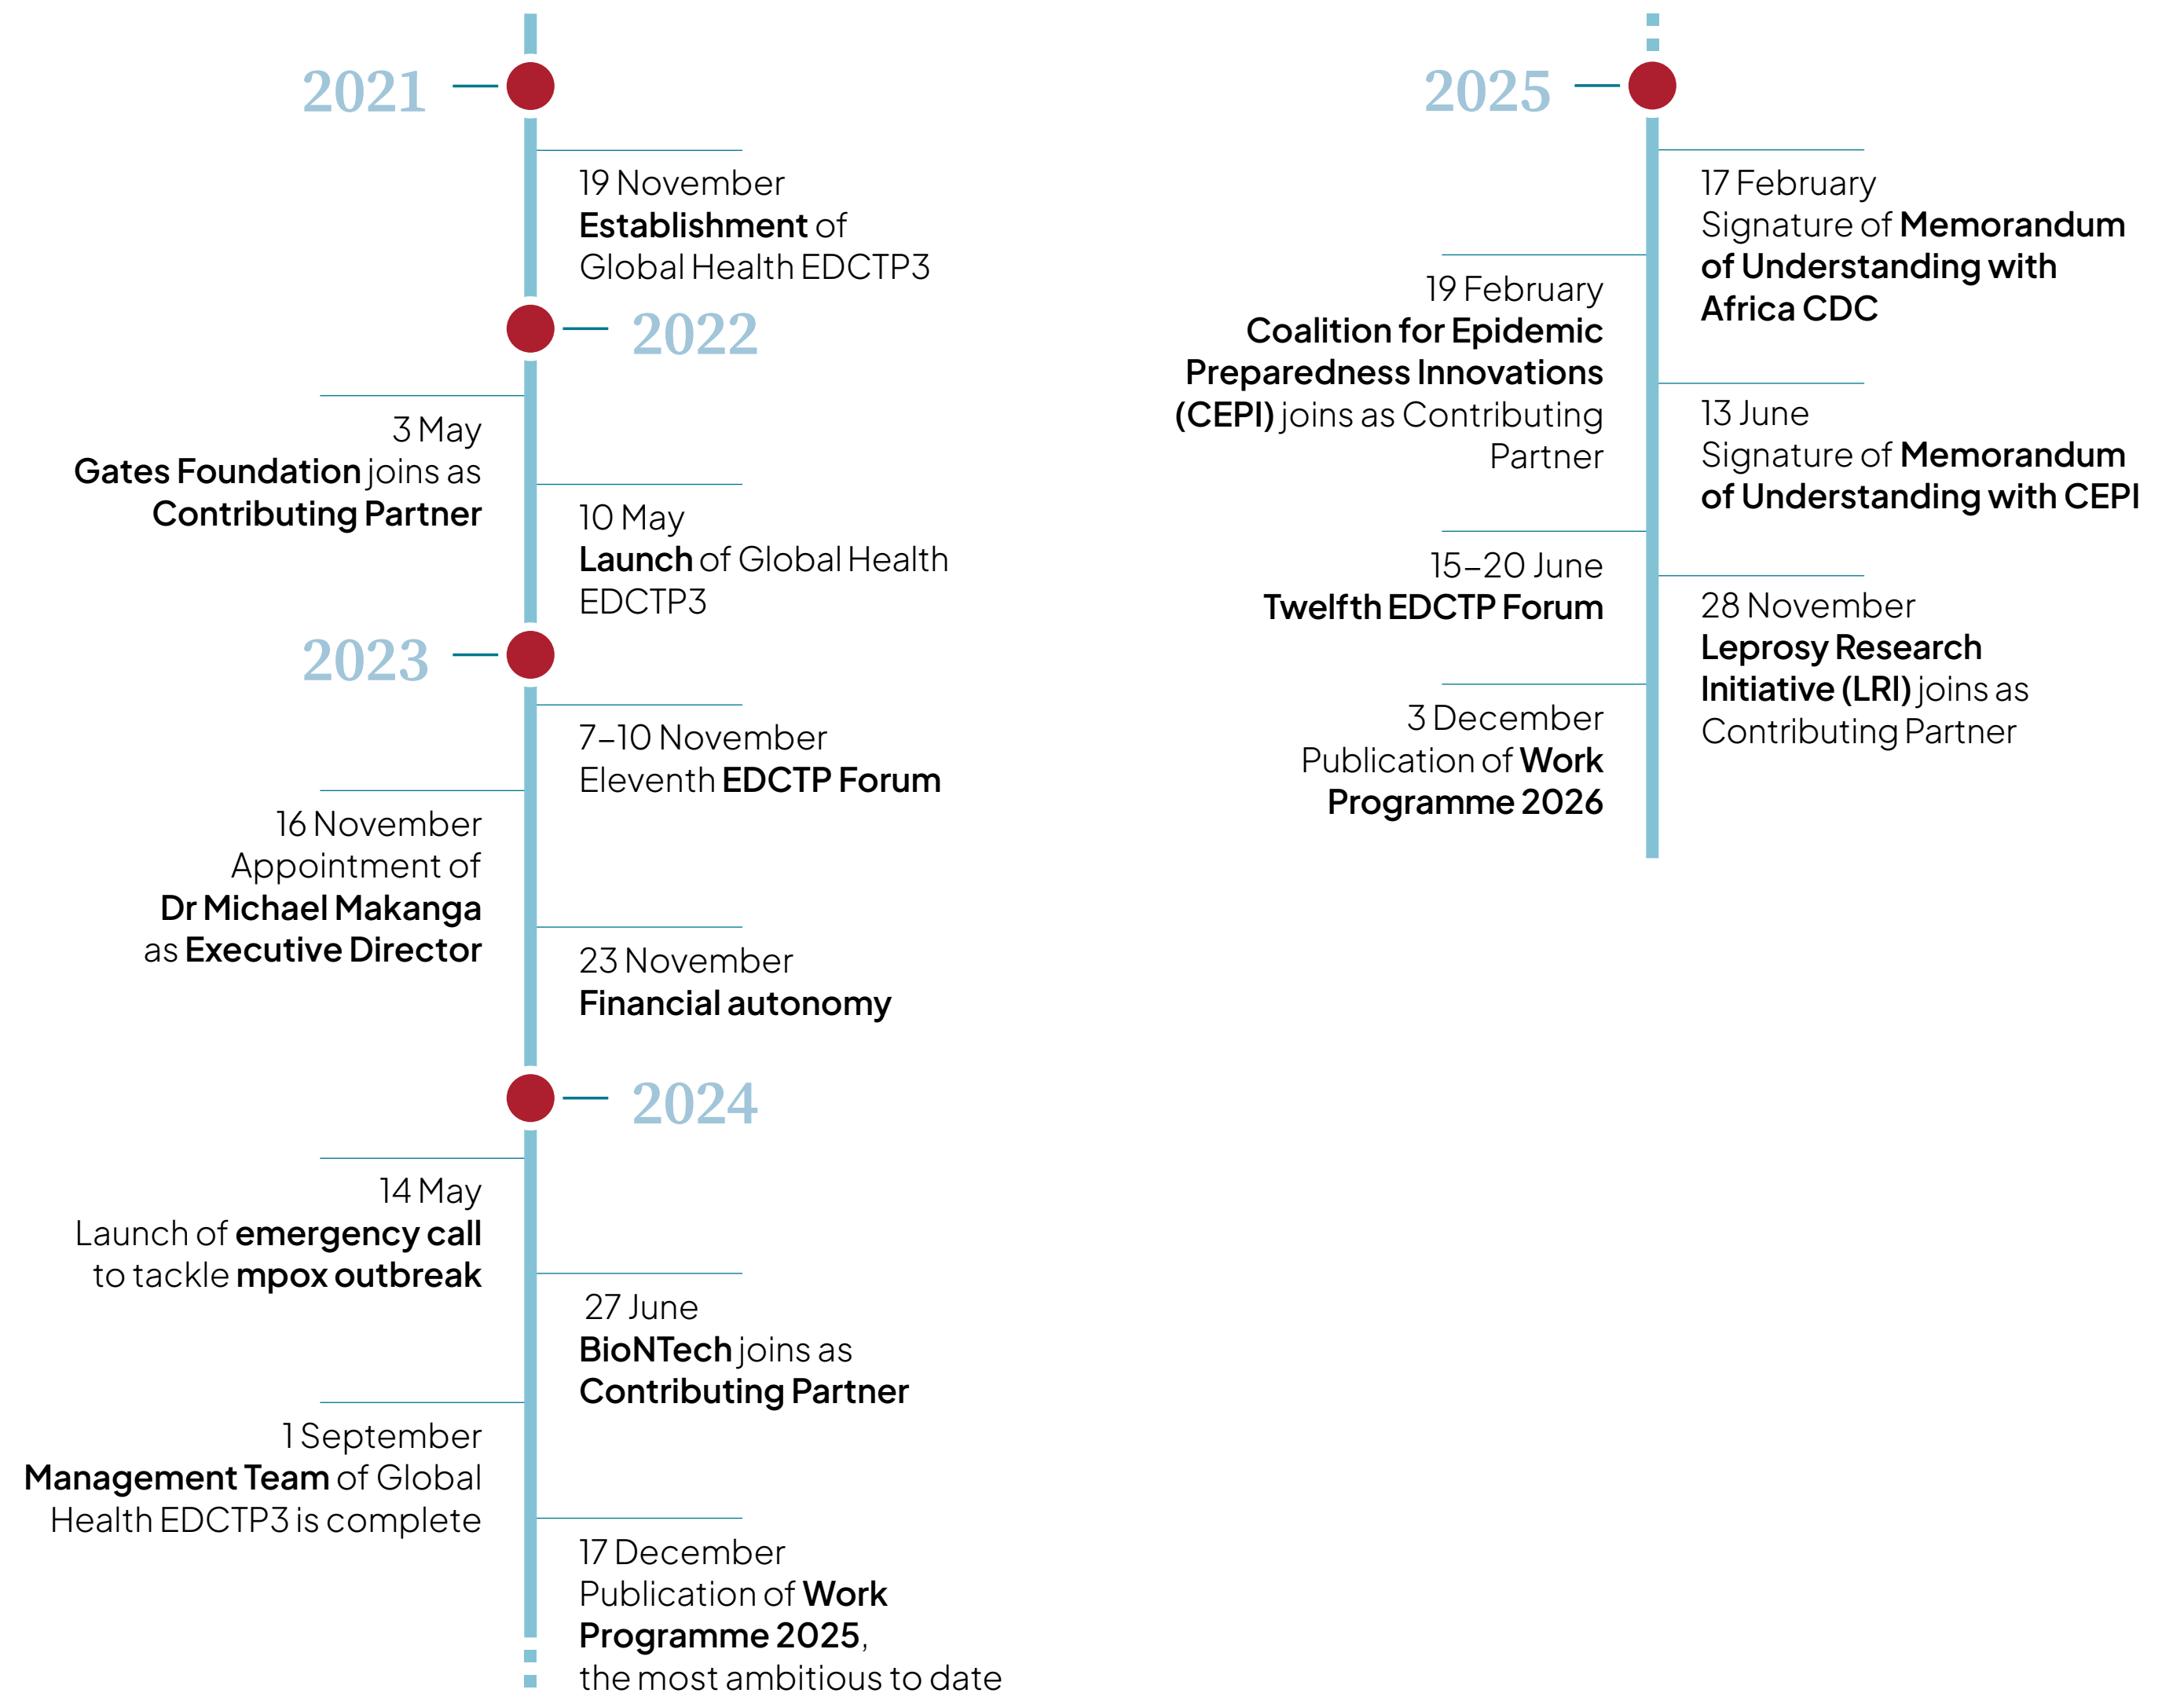 2021
19 November
Establishment of
Global Health EDCTP3
2022
3 May
Gates Foundation joins as
Contributing Partner
10 May
Launch of Global Health
EDCTP3
2023
7–10 November
Eleventh EDCTP Forum
16 November
Appointment of
Dr Michael Makanga
as Executive Director
23 November
Financial autonomy
2024
14 May
Launch of emergency call
to tackle mpox outbreak
27 June
BioNTech joins as
Contributing Partner
1 September
Management Team of Global
Health EDCTP3 is complete
17 December
Publication of Work
Programme 2025,
the most ambitious to date
2025
17 February
Signature of Memorandum
of Understanding with
Africa CDC
19 February
Coalition for Epidemic
Preparedness Innovations
(CEPI) joins as Contributing
Partner
13 June
Signature of Memorandum
of Understanding with CEPI
15–20 June
Twelfth EDCTP Forum
28 November
Leprosy Research
Initiative (LRI) joins as
Contributing Partner
3 December
Publication of Work
Programme 2026